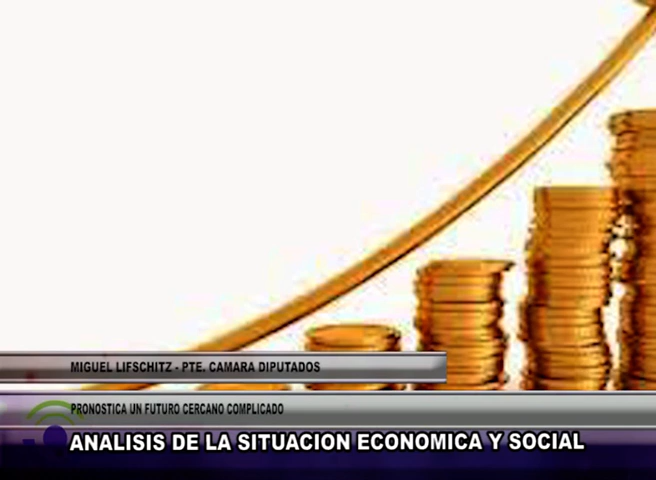 MIGUEL LIFSCHITZ - PTE. CAMARA DIPUTADOS
PRONOSTICA UN FUTURO CERCANO COMPLICADO
ANALISIS DE LA SITUACION ECONOMICA Y SOCIAL